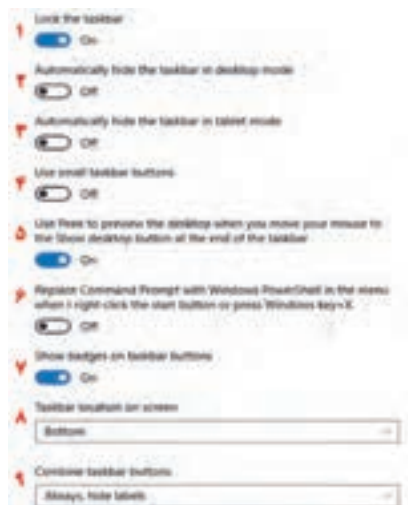 ۱ Lock the taskbar
On
۲ Automatically hide the taskbar in desktop mode
Off
۳ Automatically hide the taskbar in tablet mode
Off
۴ Use small taskbar buttons
Off
۵ Use Peek to preview the desktop when you move your mouse to
the Show desktop button at the end of the taskbar
On
۶ Replace Command Prompt with Windows PowerShell in the menu
when I right-click the start button or press Windows key+X
Off
۷ Show badges on taskbar buttons
On
۸ Taskbar location on screen
Bottom
۹ Combine taskbar buttons
Always, hide labels